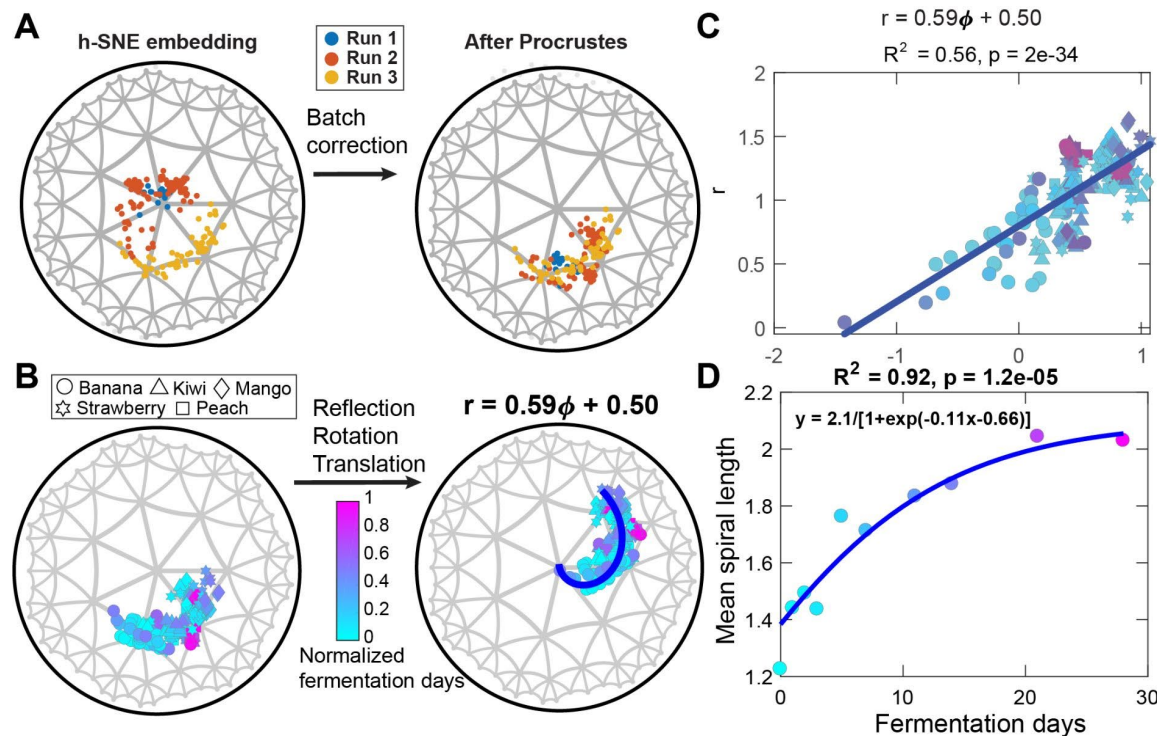 A
h-SNE embedding
Run 1
Run 2
Run 3
After Procrustes
Batch
correction
B
Banana Kiwi Mango
Strawberry Peach
Reflection
Rotation
Translation
1
0.8
0.6
0.4
0.2
0
Normalized
fermentation days
r = 0.59ϕ + 0.50
C
r = 0.59ϕ + 0.50
R² = 0.56, p = 2e-34
2
1.5
1
0.5
0
r
-2 -1 0 1
D
R² = 0.92, p = 1.2e-05
y = 2.1/[1+exp(-0.11x-0.66)]
2.2
2
1.8
1.6
1.4
1.2
Mean spiral length
0 10 20 30
Fermentation days